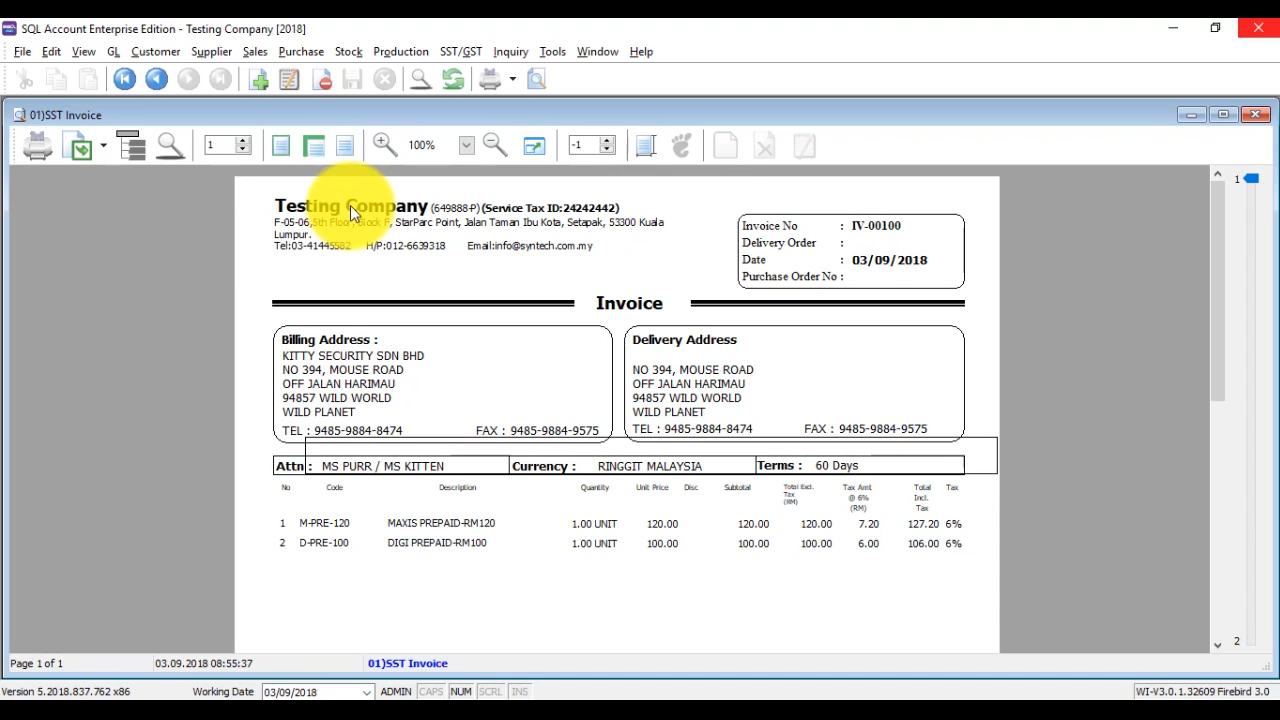 SQL Account Enterprise Edition - Testing Company [2018]
File Edit View GL Customer Supplier Sales Purchase Stock Production SST/GST Inquiry Tools Window Help
01)SST Invoice
1 100% -1
1
Testing Company (649888-P) (Service Tax ID:24242442)
F-05-06,5th Floor,Block F, StarParc Point, Jalan Taman Ibu Kota, Setapak, 53300 Kuala
Lumpur.
Tel:03-41445582 H/P:012-6639318 Email:info@syntech.com.my
Invoice No : IV-00100
Delivery Order :
Date : 03/09/2018
Purchase Order No :
Invoice
Billing Address :
KITTY SECURITY SDN BHD
NO 394, MOUSE ROAD
OFF JALAN HARIMAU
94857 WILD WORLD
WILD PLANET
TEL : 9485-9884-8474 FAX : 9485-9884-9575
Delivery Address
NO 394, MOUSE ROAD
OFF JALAN HARIMAU
94857 WILD WORLD
WILD PLANET
TEL : 9485-9884-8474 FAX : 9485-9884-9575
Attn : MS PURR / MS KITTEN Currency : RINGGIT MALAYSIA Terms : 60 Days
No Code Description Quantity Unit Price Disc Subtotal Total Excl. Tax (RM) Tax Amt @ 6% (RM) Total Incl. Tax Tax
1 M-PRE-120 MAXIS PREPAID-RM120 1.00 UNIT 120.00 120.00 120.00 7.20 127.20 6%
2 D-PRE-100 DIGI PREPAID-RM100 1.00 UNIT 100.00 100.00 100.00 6.00 106.00 6%
2
Page 1 of 1 03.09.2018 08:55:37 01)SST Invoice
Version 5.2018.837.762 x86 Working Date 03/09/2018 ADMIN CAPS NUM SCRL INS WI-V3.0.1.32609 Firebird 3.0